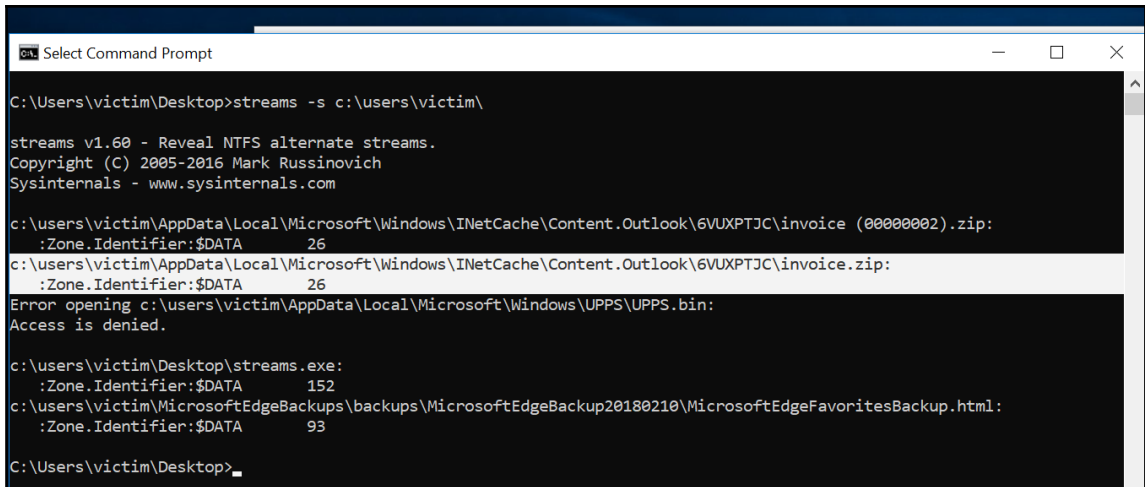 Select Command Prompt
C:\Users\victim\Desktop>streams -s c:\users\victim\
streams v1.60 - Reveal NTFS alternate streams.
Copyright (C) 2005-2016 Mark Russinovich
Sysinternals - www.sysinternals.com
c:\users\victim\AppData\Local\Microsoft\Windows\INetCache\Content.Outlook\6VUXPTJC\invoice (00000002).zip:
   :Zone.Identifier:$DATA       26
c:\users\victim\AppData\Local\Microsoft\Windows\INetCache\Content.Outlook\6VUXPTJC\invoice.zip:
   :Zone.Identifier:$DATA       26
Error opening c:\users\victim\AppData\Local\Microsoft\Windows\UPPS\UPPS.bin:
Access is denied.
c:\users\victim\Desktop\streams.exe:
   :Zone.Identifier:$DATA       152
c:\users\victim\MicrosoftEdgeBackups\backups\MicrosoftEdgeBackup20180210\MicrosoftEdgeFavoritesBackup.html:
   :Zone.Identifier:$DATA       93
C:\Users\victim\Desktop>